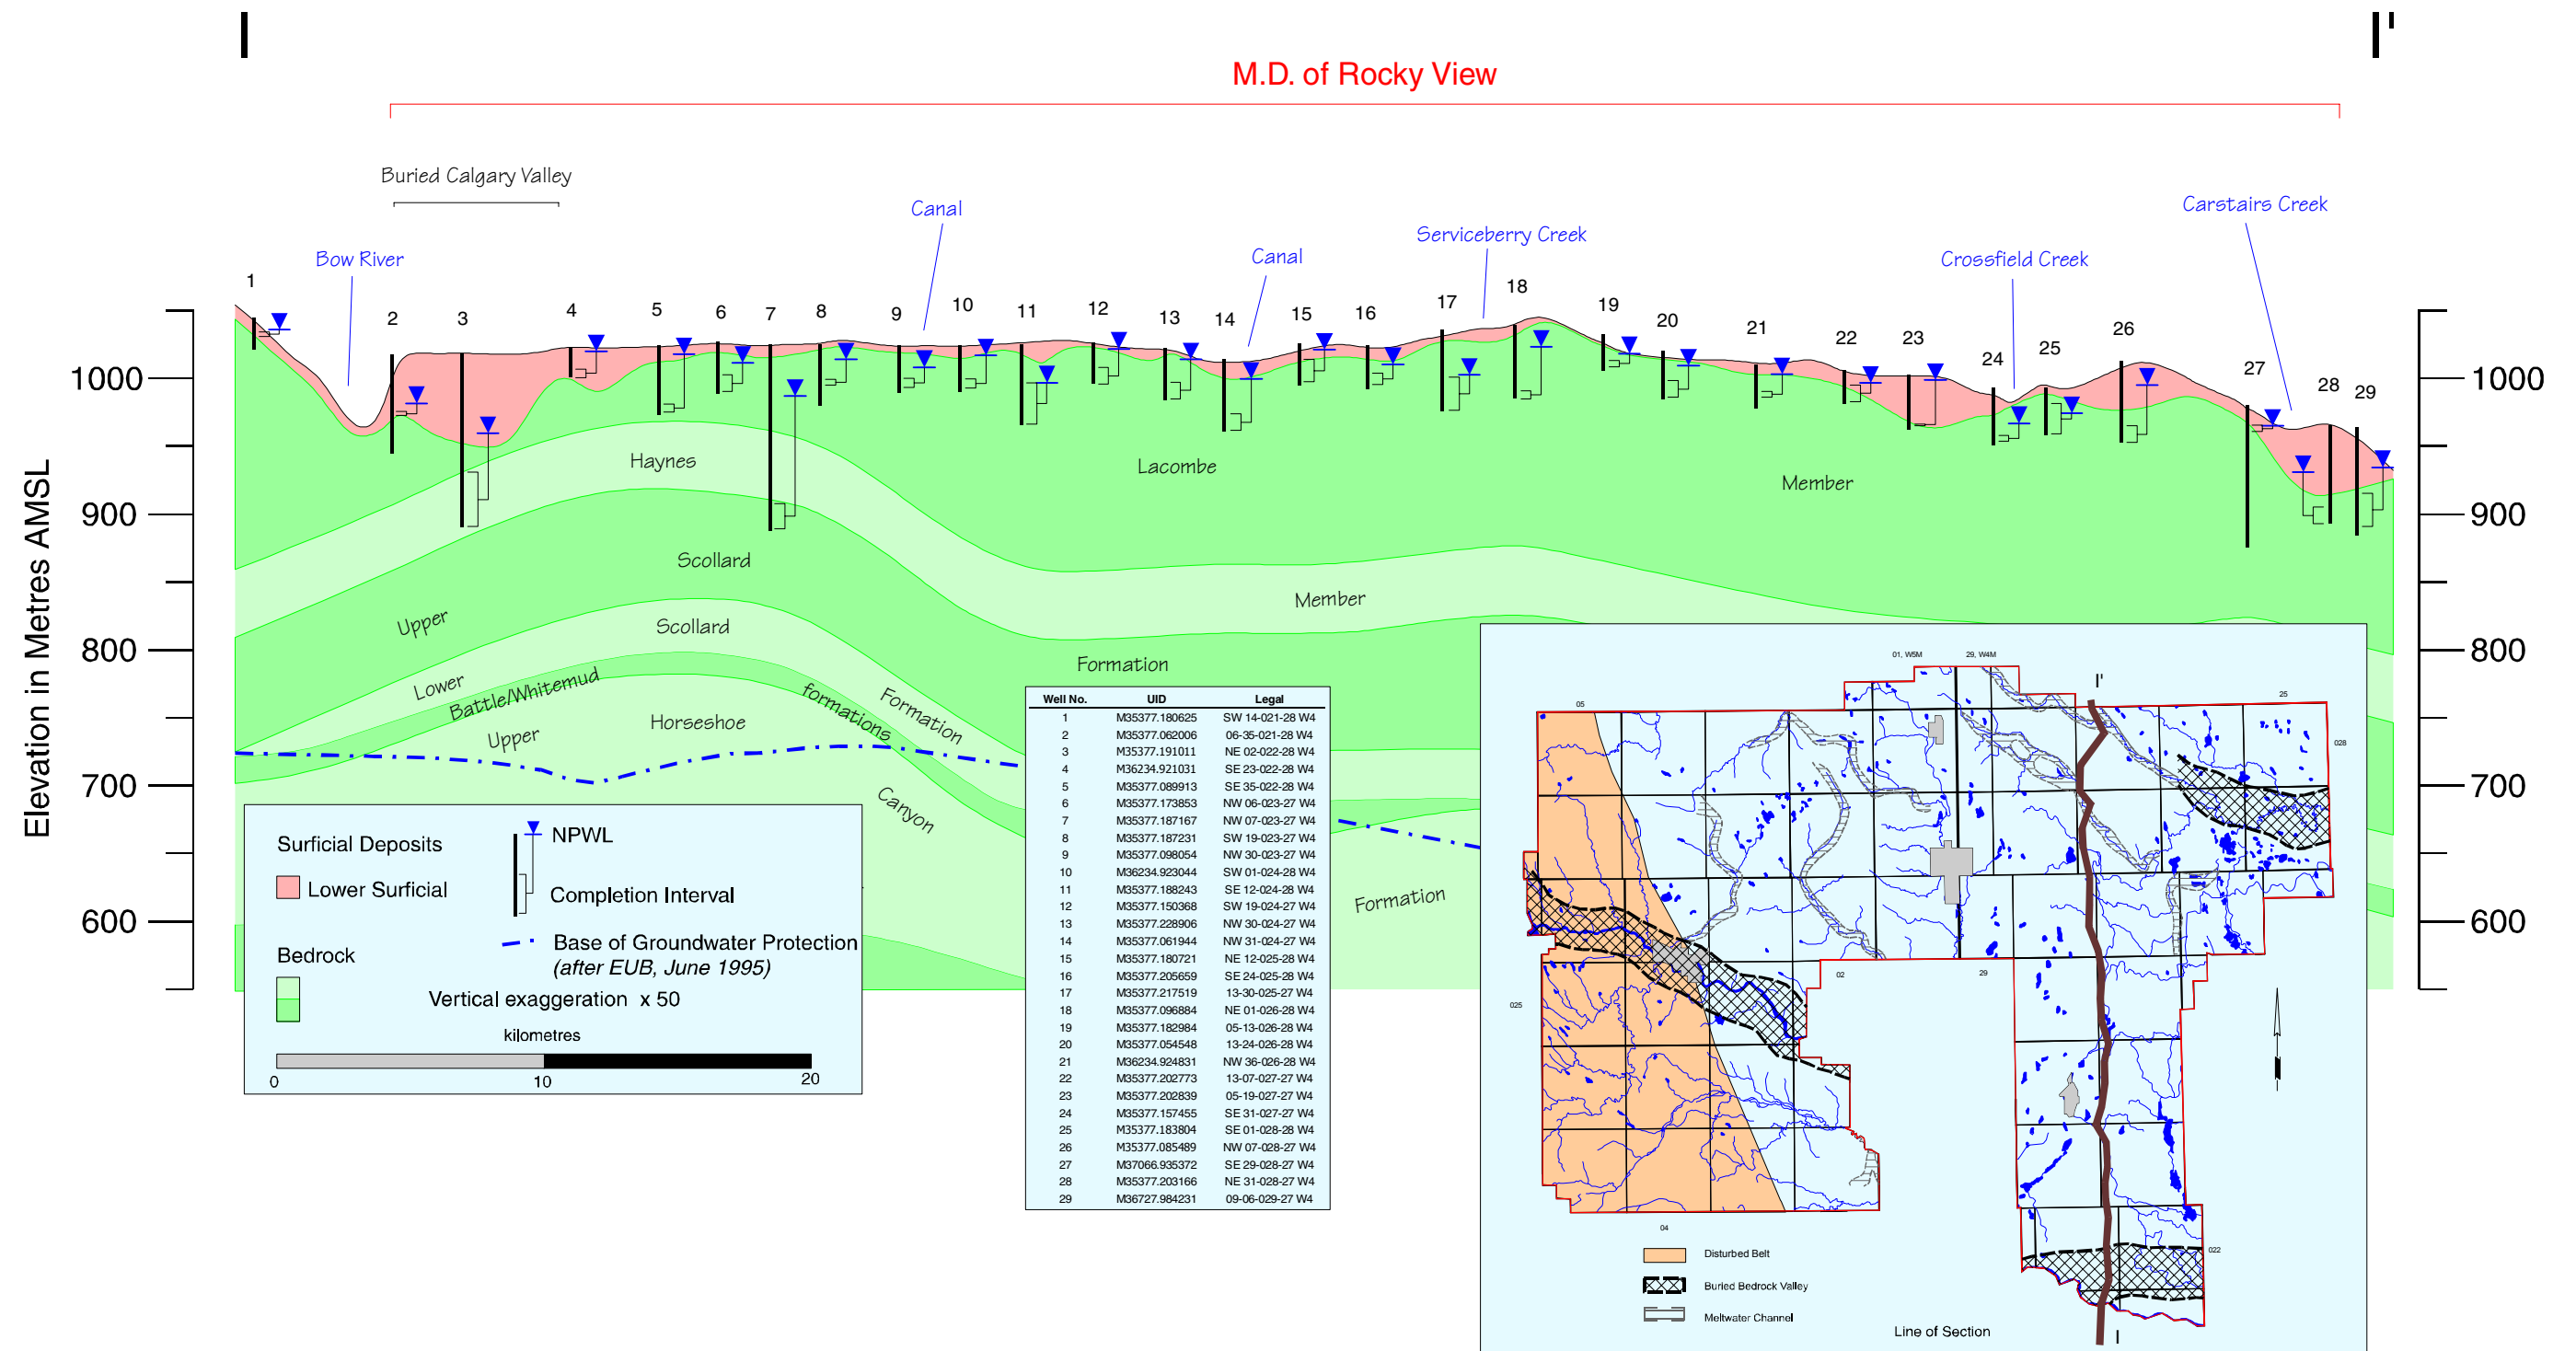 I I'
M.D. of Rocky View
Buried Calgary Valley
Canal
Carstairs Creek
Serviceberry Creek
Bow River
Canal
Crossfield Creek
1 2 3 4 5 6 7 8 9 10 11 12 13 14 15 16 17 18 19 20 21 22 23 24 25 26 27 28 29
Elevation in Metres AMSL
1000 1000
900 900
800 800
700 700
600 600
Haynes
Lacombe
Member
Scollard
Member
Upper
Scollard
Formation
Lower
Battle/Whitemud
formations
Formation
Upper
Horseshoe
Canyon
Formation
Surficial Deposits
Lower Surficial
NPWL
Completion Interval
Bedrock
Base of Groundwater Protection
(after EUB, June 1995)
Vertical exaggeration x 50
kilometres
0 10 20
Well No. UID Legal
1 M35377.180625 SW 14-021-28 W4
2 M35377.062006 06-35-021-28 W4
3 M35377.191011 NE 02-022-28 W4
4 M36234.921031 SE 23-022-28 W4
5 M35377.089913 SE 35-022-28 W4
6 M35377.173853 NW 06-023-27 W4
7 M35377.187167 NW 07-023-27 W4
8 M35377.187231 SW 19-023-27 W4
9 M35377.098054 NW 30-023-27 W4
10 M36234.923044 SW 01-024-28 W4
11 M35377.188243 SE 12-024-28 W4
12 M35377.150368 SW 19-024-27 W4
13 M35377.228906 NW 30-024-27 W4
14 M35377.061944 NW 31-024-27 W4
15 M35377.180721 NE 12-025-28 W4
16 M35377.205659 SE 24-025-28 W4
17 M35377.217519 13-30-025-27 W4
18 M35377.096884 NE 01-026-28 W4
19 M35377.182984 05-13-026-28 W4
20 M35377.054548 13-24-026-28 W4
21 M36234.924831 NW 36-026-28 W4
22 M35377.202773 13-07-027-27 W4
23 M35377.202839 05-19-027-27 W4
24 M35377.157455 SE 31-027-27 W4
25 M35377.183804 SE 01-028-28 W4
26 M35377.085489 NW 07-028-27 W4
27 M37066.935372 SE 29-028-27 W4
28 M35377.203166 NE 31-028-27 W4
29 M36727.984231 09-06-029-27 W4
01, W5M 29, W4M
I'
05 25
028
02 29
025
04
022
Disturbed Belt
Buried Bedrock Valley
Meltwater Channel
Line of Section
I